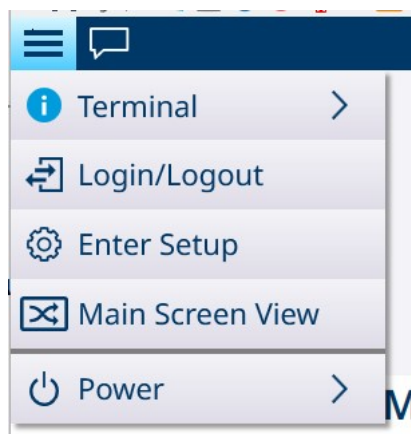 Terminal
Login/Logout
Enter Setup
Main Screen View
Power
M